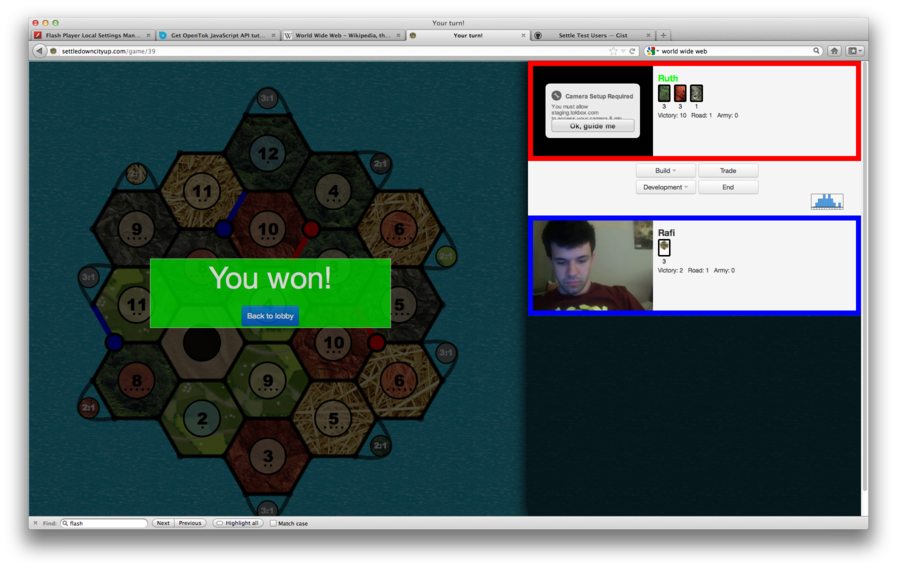 Your turn!
Flash Player Local Settings Man...
Get OpenTok JavaScript API tut...
World Wide Web – Wikipedia, th...
Your turn!
Settle Test Users — Gist
settledowncityup.com/game/39
world wide web
3:1
12
2:1
2:1
11
4
9
10
6
2:1
3:1
11
5
You won!
Back to lobby
10
3:1
8
9
6
2:1
2
5
2:1
3
3:1
Camera Setup Required
You must allow
staging.tokbox.com
Ok, guide me
Ruth
3 3 1
Victory: 10 Road: 1 Army: 0
Build
Trade
Development
End
Rafi
3
Victory: 2 Road: 1 Army: 0
Find: flash
Next
Previous
Highlight all
Match case